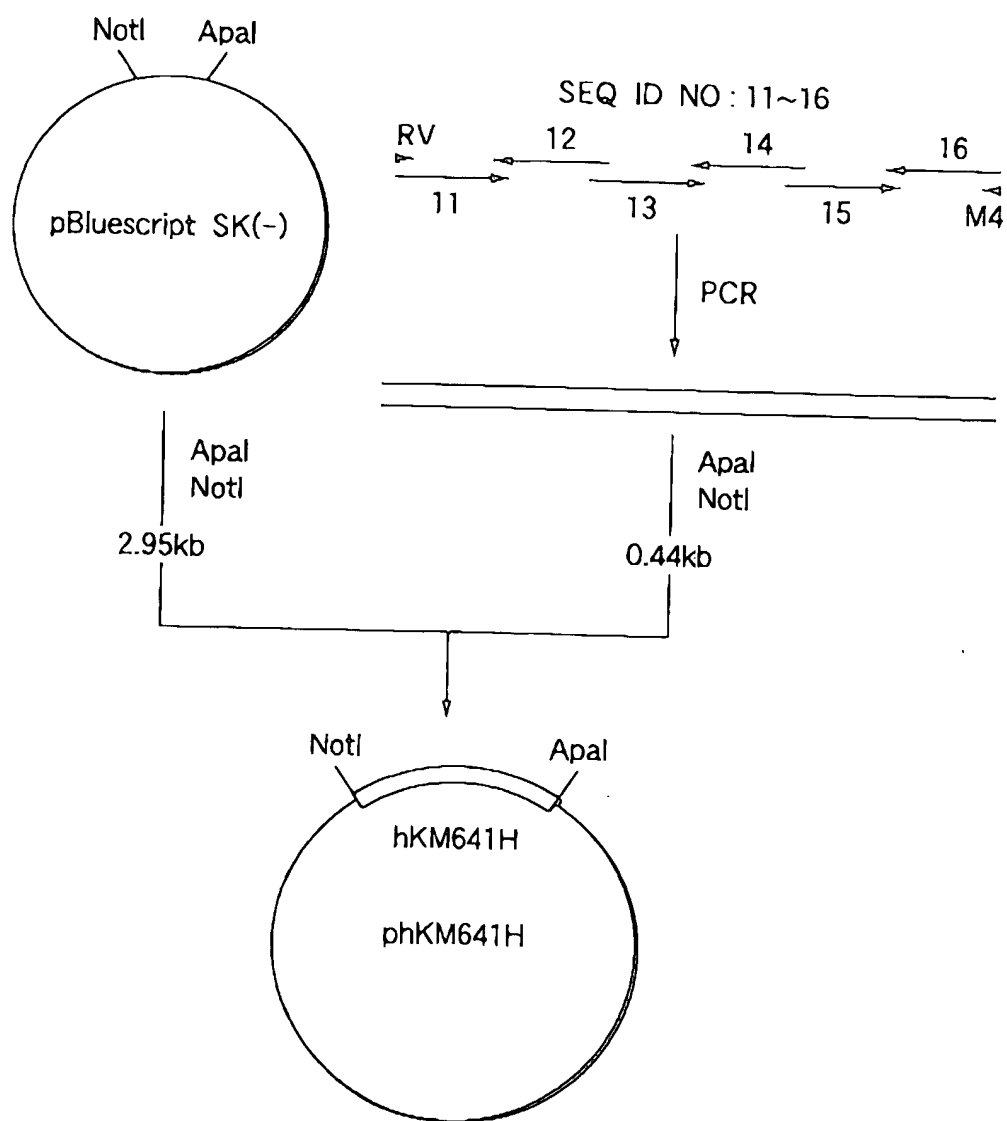 NotI ApaI
SEQ ID NO : 11~16
RV 12 14 16
11 13 15 M4
pBluescript SK(-)
PCR
ApaI
NotI
2.95kb
ApaI
NotI
0.44kb
NotI ApaI
hKM641H
phKM641H